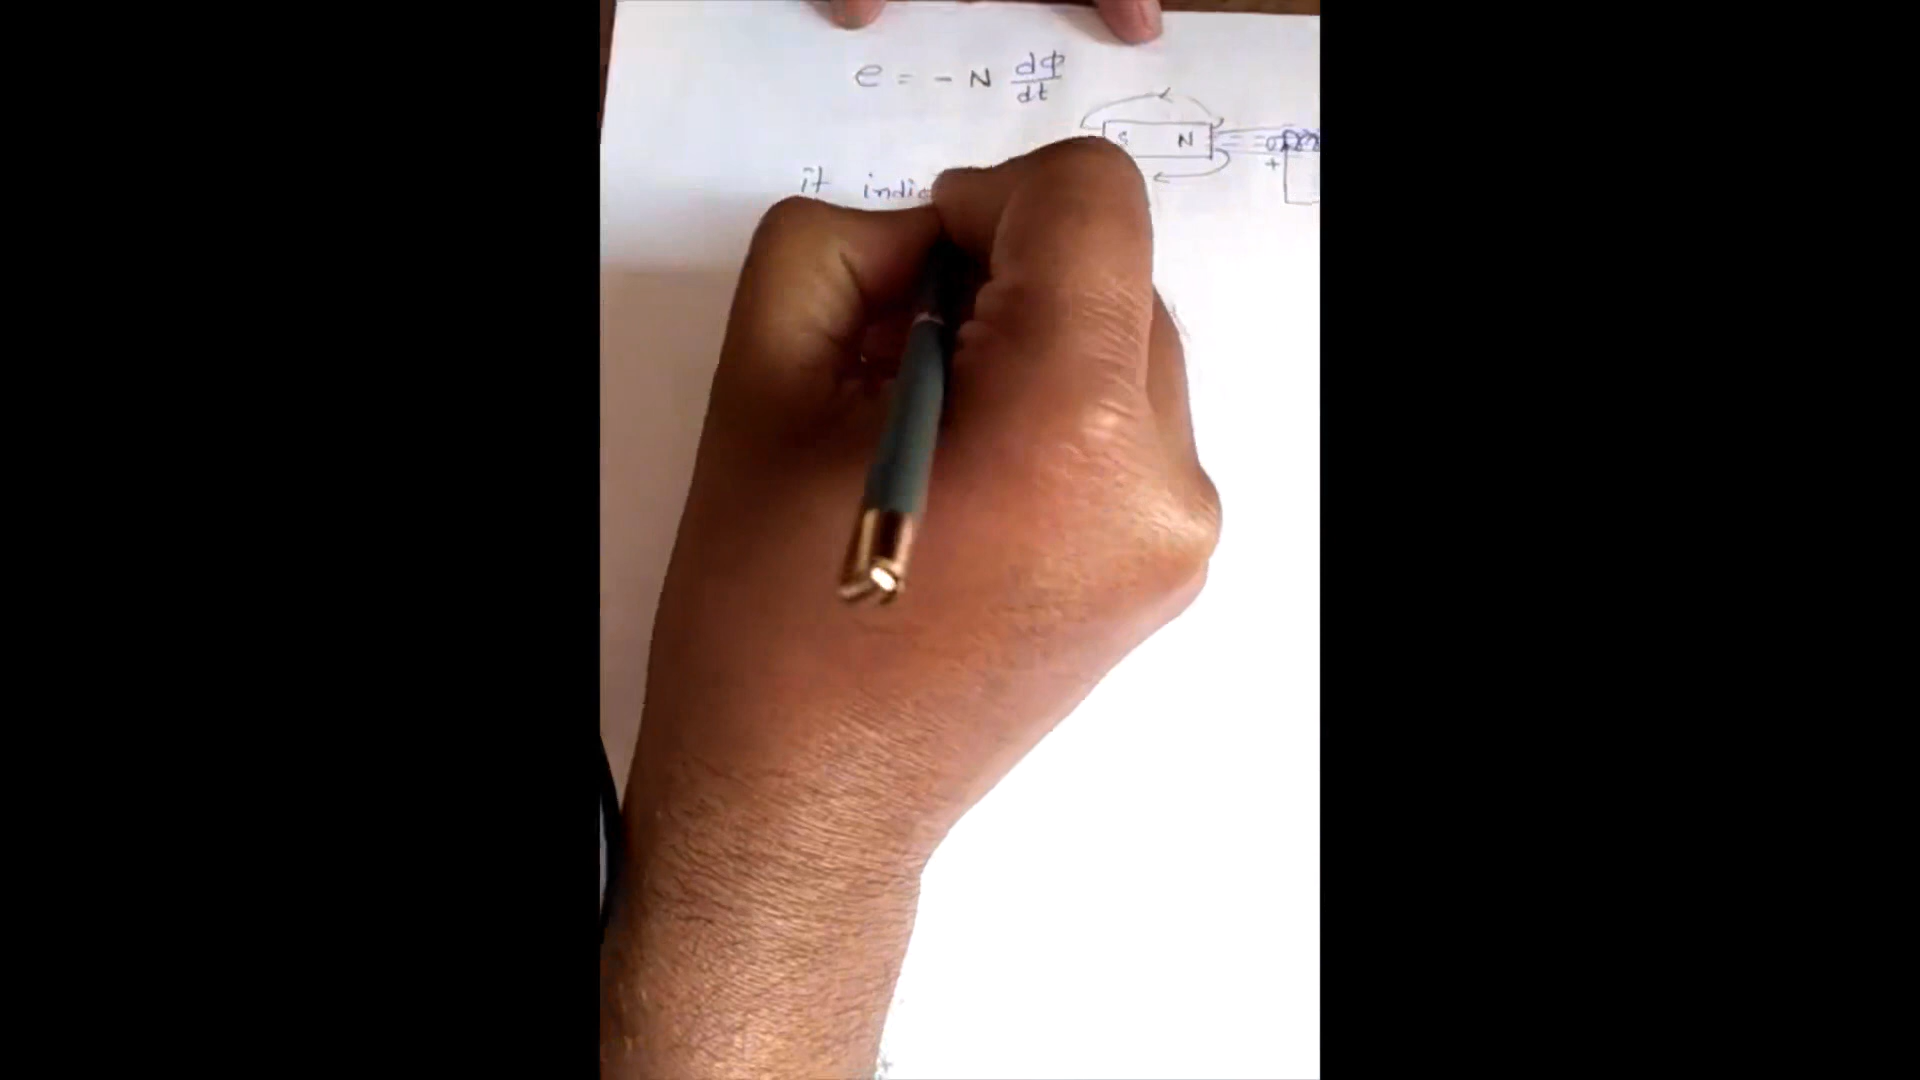 e = - N dΦ/dt
S N
+
it